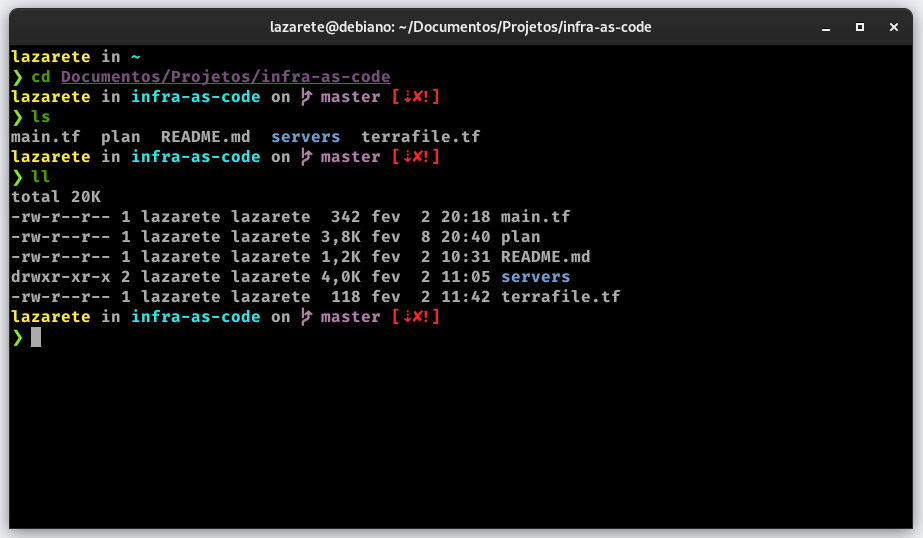 lazarete@debiano: ~/Documentos/Projetos/infra-as-code
lazarete in ~
❯ cd Documentos/Projetos/infra-as-code
lazarete in infra-as-code on master [⇣✘!]
❯ ls
main.tf  plan  README.md  servers  terrafile.tf
lazarete in infra-as-code on master [⇣✘!]
❯ ll
total 20K
-rw-r--r-- 1 lazarete lazarete  342 fev  2 20:18 main.tf
-rw-r--r-- 1 lazarete lazarete 3,8K fev  8 20:40 plan
-rw-r--r-- 1 lazarete lazarete 1,2K fev  2 10:31 README.md
drwxr-xr-x 2 lazarete lazarete 4,0K fev  2 11:05 servers
-rw-r--r-- 1 lazarete lazarete  118 fev  2 11:42 terrafile.tf
lazarete in infra-as-code on master [⇣✘!]
❯